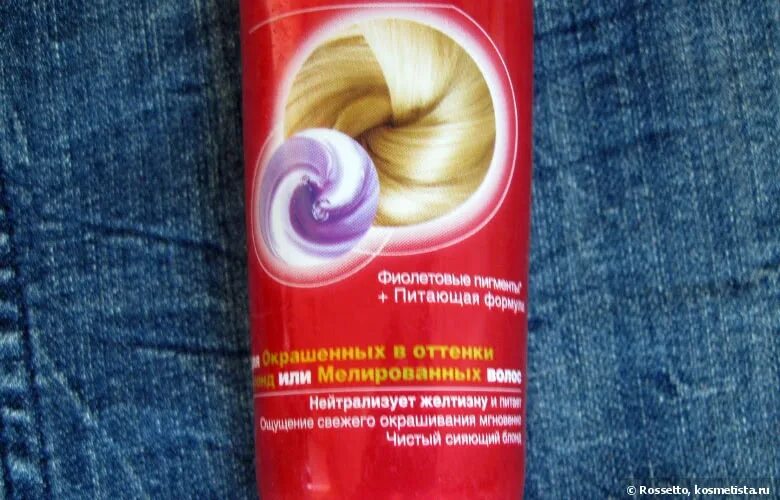 Фиолетовые пигменты*
+ Питающая формула
Окрашенных в оттенки
или Мелированных волос
Нейтрализует желтизну и питает
Ощущение свежего окрашивания мгновенно
Чистый сияющий блонд
© Rossetto, kosmetista.ru